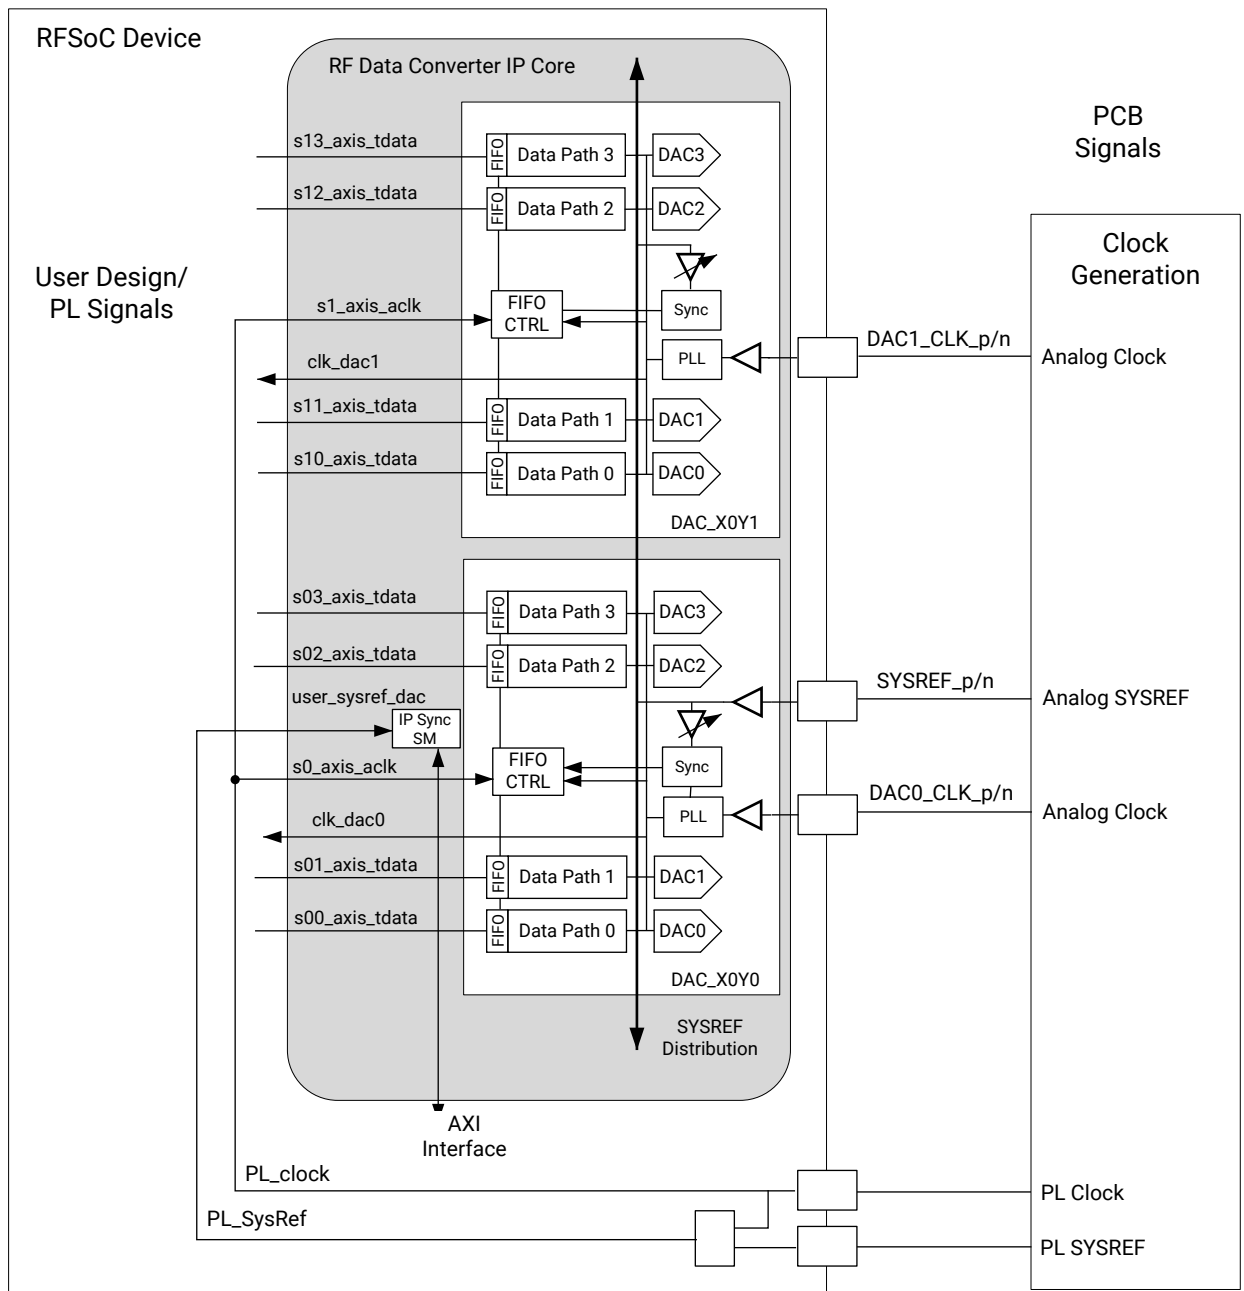 RFSoC Device
RF Data Converter IP Core
PCB
Signals
s13_axis_tdata
FIFO
Data Path 3
DAC3
s12_axis_tdata
FIFO
Data Path 2
DAC2
User Design/
PL Signals
Clock
Generation
s1_axis_aclk
FIFO
CTRL
Sync
DAC1_CLK_p/n
Analog Clock
PLL
clk_dac1
s11_axis_tdata
FIFO
Data Path 1
DAC1
s10_axis_tdata
FIFO
Data Path 0
DAC0
DAC_X0Y1
s03_axis_tdata
FIFO
Data Path 3
DAC3
s02_axis_tdata
FIFO
Data Path 2
DAC2
user_sysref_dac
IP Sync
SM
SYSREF_p/n
Analog SYSREF
s0_axis_aclk
FIFO
CTRL
Sync
DAC0_CLK_p/n
Analog Clock
PLL
clk_dac0
s01_axis_tdata
FIFO
Data Path 1
DAC1
s00_axis_tdata
FIFO
Data Path 0
DAC0
DAC_X0Y0
SYSREF
Distribution
AXI
Interface
PL_clock
PL Clock
PL_SysRef
PL SYSREF